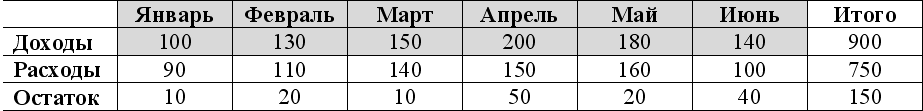 Январь Февраль Март Апрель Май Июнь Итого
Доходы 100 130 150 200 180 140 900
Расходы 90 110 140 150 160 100 750
Остаток 10 20 10 50 20 40 150